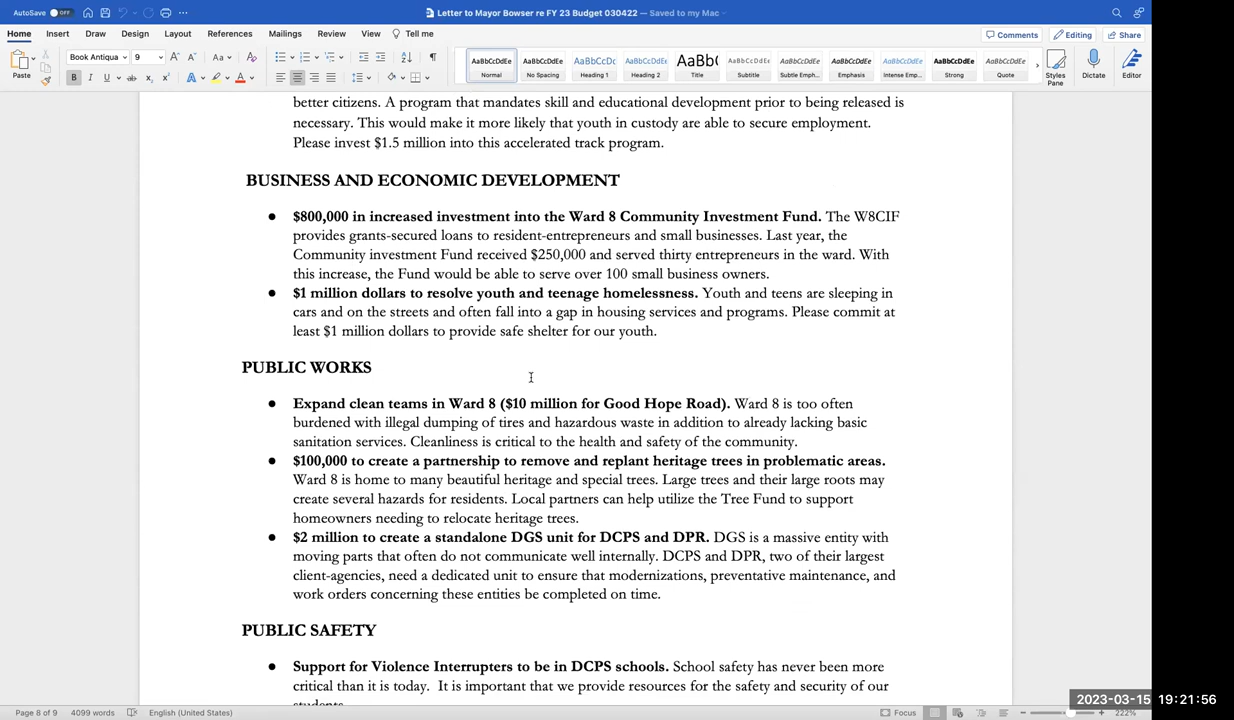 AutoSave OFF
Letter to Mayor Bowser re FY 23 Budget 030422 — Saved to my Mac
Home Insert Draw Design Layout References Mailings Review View Tell me
Comments Editing Share
Paste
Book Antiqua 9
AaBbCcDdEe AaBbCcDdEe AaBbCcDc AaBbCcDdEe AaBb( AaBbCcDdEe AaBbCcDdEe AaBbCcDdEe AaBbCcDdEe AaBbCcDdEe AaBbCcDdEe
Normal No Spacing Heading 1 Heading 2 Title Subtitle Subtle Emph... Emphasis Intense Emp... Strong Quote
Styles Pane
Dictate
Editor
better citizens. A program that mandates skill and educational development prior to being released is
necessary. This would make it more likely that youth in custody are able to secure employment.
Please invest $1.5 million into this accelerated track program.
BUSINESS AND ECONOMIC DEVELOPMENT
● $800,000 in increased investment into the Ward 8 Community Investment Fund. The W8CIF
provides grants-secured loans to resident-entrepreneurs and small businesses. Last year, the
Community investment Fund received $250,000 and served thirty entrepreneurs in the ward. With
this increase, the Fund would be able to serve over 100 small business owners.
● $1 million dollars to resolve youth and teenage homelessness. Youth and teens are sleeping in
cars and on the streets and often fall into a gap in housing services and programs. Please commit at
least $1 million dollars to provide safe shelter for our youth.
PUBLIC WORKS
● Expand clean teams in Ward 8 ($10 million for Good Hope Road). Ward 8 is too often
burdened with illegal dumping of tires and hazardous waste in addition to already lacking basic
sanitation services. Cleanliness is critical to the health and safety of the community.
● $100,000 to create a partnership to remove and replant heritage trees in problematic areas.
Ward 8 is home to many beautiful heritage and special trees. Large trees and their large roots may
create several hazards for residents. Local partners can help utilize the Tree Fund to support
homeowners needing to relocate heritage trees.
● $2 million to create a standalone DGS unit for DCPS and DPR. DGS is a massive entity with
moving parts that often do not communicate well internally. DCPS and DPR, two of their largest
client-agencies, need a dedicated unit to ensure that modernizations, preventative maintenance, and
work orders concerning these entities be completed on time.
PUBLIC SAFETY
● Support for Violence Interrupters to be in DCPS schools. School safety has never been more
critical than it is today. It is important that we provide resources for the safety and security of our
students.
Page 8 of 9 4099 words English (United States) Focus 222%
2023-03-15 19:21:56